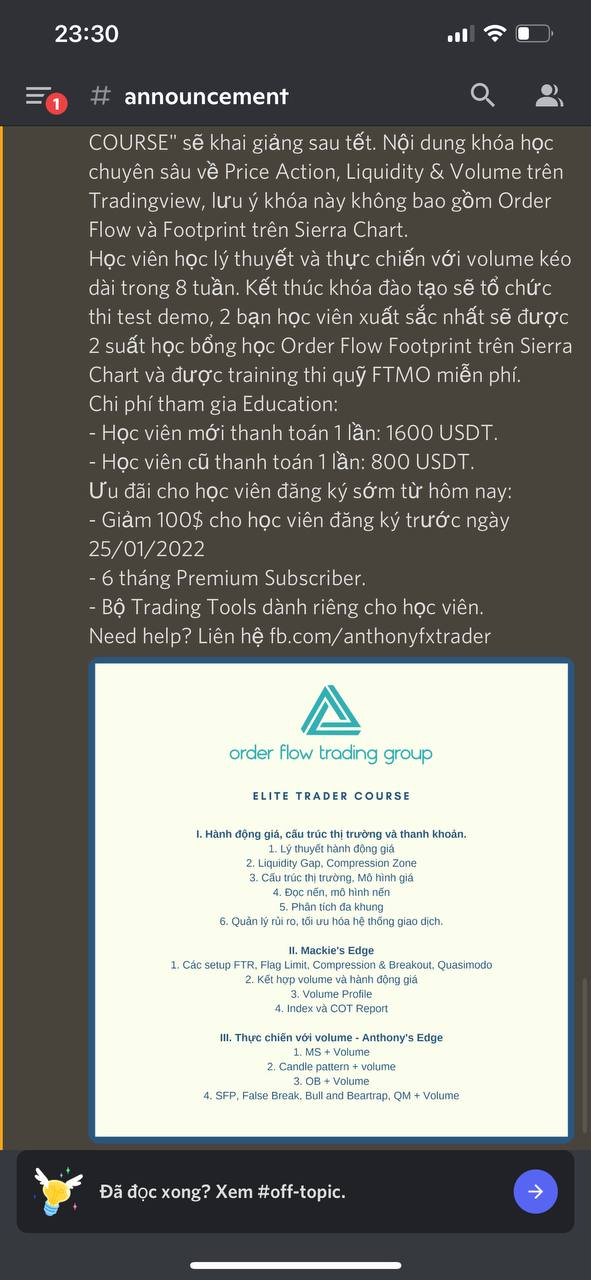 23:30
1
# announcement
COURSE" sẽ khai giảng sau tết. Nội dung khóa học
chuyên sâu về Price Action, Liquidity & Volume trên
Tradingview, lưu ý khóa này không bao gồm Order
Flow và Footprint trên Sierra Chart.
Học viên học lý thuyết và thực chiến với volume kéo
dài trong 8 tuần. Kết thúc khóa đào tạo sẽ tổ chức
thi test demo, 2 bạn học viên xuất sắc nhất sẽ được
2 suất học bổng học Order Flow Footprint trên Sierra
Chart và được training thi quỹ FTMO miễn phí.
Chi phí tham gia Education:
- Học viên mới thanh toán 1 lần: 1600 USDT.
- Học viên cũ thanh toán 1 lần: 800 USDT.
Ưu đãi cho học viên đăng ký sớm từ hôm nay:
- Giảm 100$ cho học viên đăng ký trước ngày
25/01/2022
- 6 tháng Premium Subscriber.
- Bộ Trading Tools dành riêng cho học viên.
Need help? Liên hệ fb.com/anthonyfxtrader
order flow trading group
ELITE TRADER COURSE
I. Hành động giá, cấu trúc thị trường và thanh khoản.
1. Lý thuyết hành động giá
2. Liquidity Gap, Compression Zone
3. Cấu trúc thị trường, Mô hình giá
4. Đọc nến, mô hình nến
5. Phân tích đa khung
6. Quản lý rủi ro, tối ưu hóa hệ thống giao dịch.
II. Mackie's Edge
1. Các setup FTR, Flag Limit, Compression & Breakout, Quasimodo
2. Kết hợp volume và hành động giá
3. Volume Profile
4. Index và COT Report
III. Thực chiến với volume - Anthony's Edge
1. MS + Volume
2. Candle pattern + volume
3. OB + Volume
4. SFP, False Break, Bull and Beartrap, QM + Volume
Đã đọc xong? Xem #off-topic.